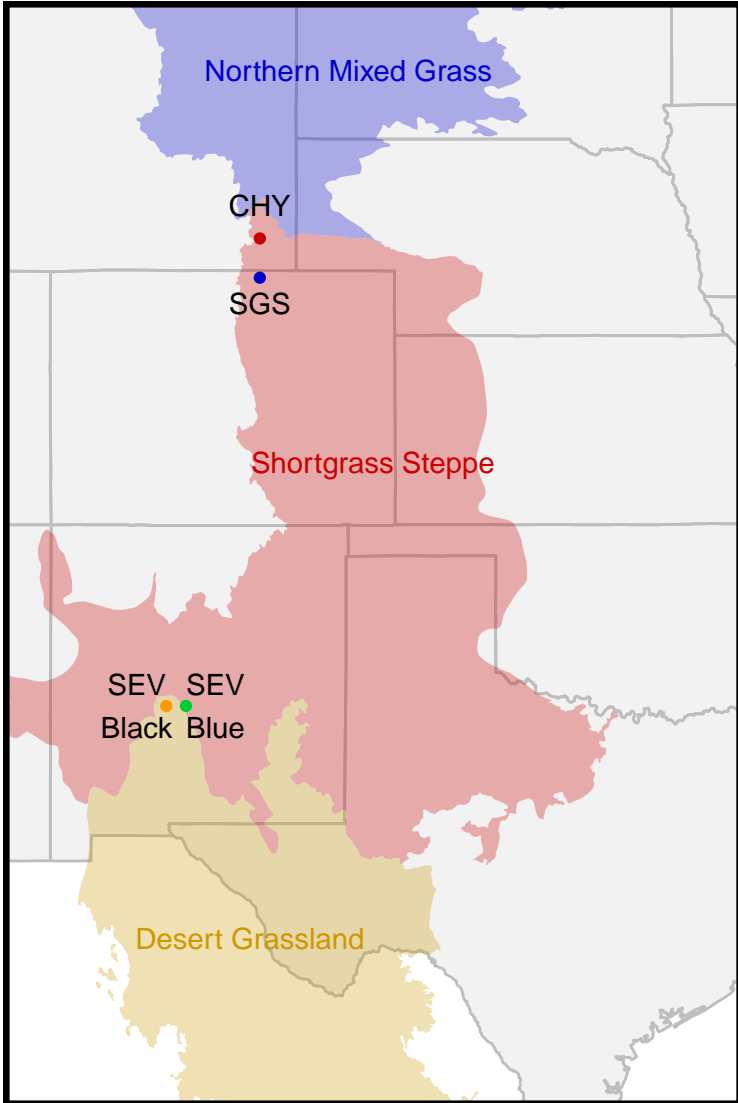 Northern Mixed Grass
CHY
SGS
Shortgrass Steppe
SEV SEV
Black Blue
Desert Grassland